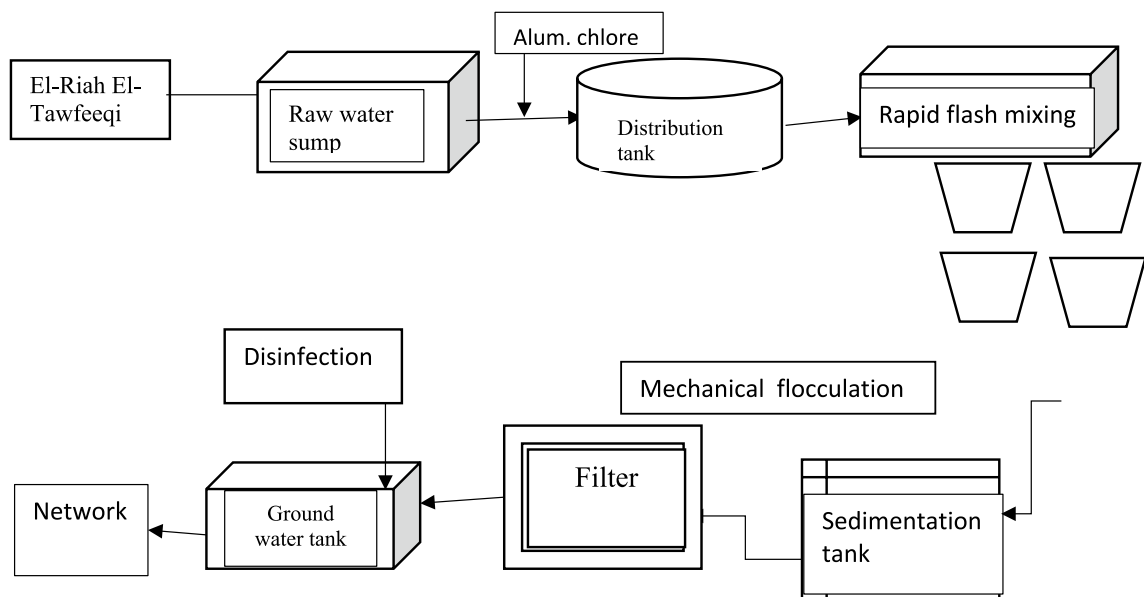 Alum. chlore
El-Riah El-
Tawfeeqi
Raw water
sump
Distribution
tank
Rapid flash mixing
Disinfection
Mechanical flocculation
Network
Ground
water tank
Filter
Sedimentation
tank